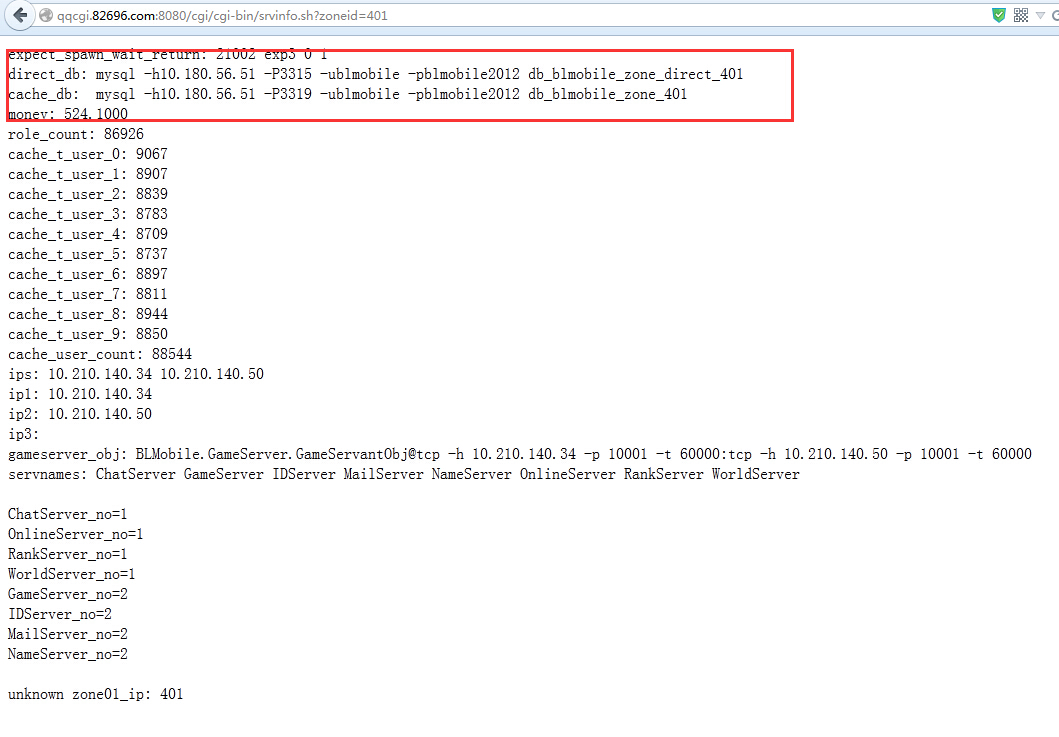 qqcgi.82696.com:8080/cgi/cgi-bin/srvinfo.sh?zoneid=401
expect_spawn_wait_return: 21002 exp3 0 1
direct_db: mysql -h10.180.56.51 -P3315 -ublmobile -pblmobile2012 db_blmobile_zone_direct_401
cache_db:  mysql -h10.180.56.51 -P3319 -ublmobile -pblmobile2012 db_blmobile_zone_401
money: 524.1000
role_count: 86926
cache_t_user_0: 9067
cache_t_user_1: 8907
cache_t_user_2: 8839
cache_t_user_3: 8783
cache_t_user_4: 8709
cache_t_user_5: 8737
cache_t_user_6: 8897
cache_t_user_7: 8811
cache_t_user_8: 8944
cache_t_user_9: 8850
cache_user_count: 88544
ips: 10.210.140.34 10.210.140.50
ip1: 10.210.140.34
ip2: 10.210.140.50
ip3:
gameserver_obj: BLMobile.GameServer.GameServantObj@tcp -h 10.210.140.34 -p 10001 -t 60000:tcp -h 10.210.140.50 -p 10001 -t 60000
servnames: ChatServer GameServer IDServer MailServer NameServer OnlineServer RankServer WorldServer
ChatServer_no=1
OnlineServer_no=1
RankServer_no=1
WorldServer_no=1
GameServer_no=2
IDServer_no=2
MailServer_no=2
NameServer_no=2
unknown zone01_ip: 401